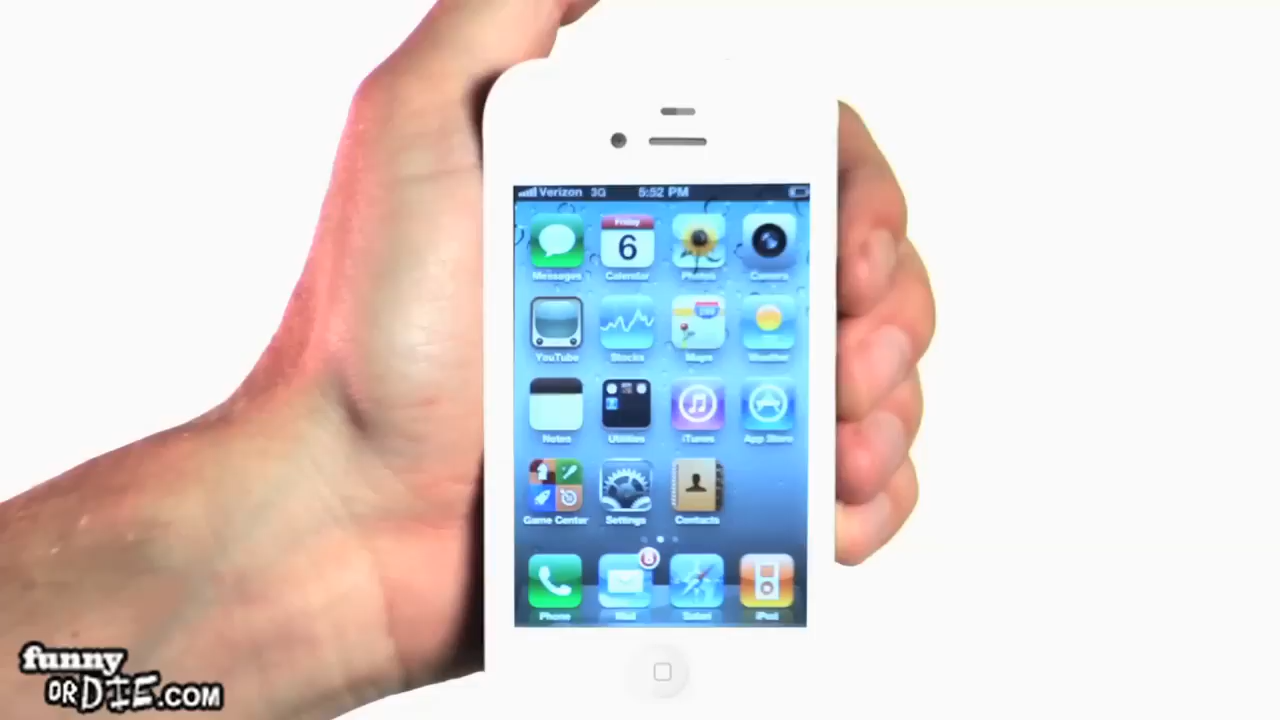 Verizon 3G 5:52 PM
Friday
6
Messages Calendar Photos Camera
YouTube Stocks Maps Weather
Notes Utilities iTunes App Store
Game Center Settings Contacts
8
Phone Mail Safari iPod
funny
OR DIE.COM